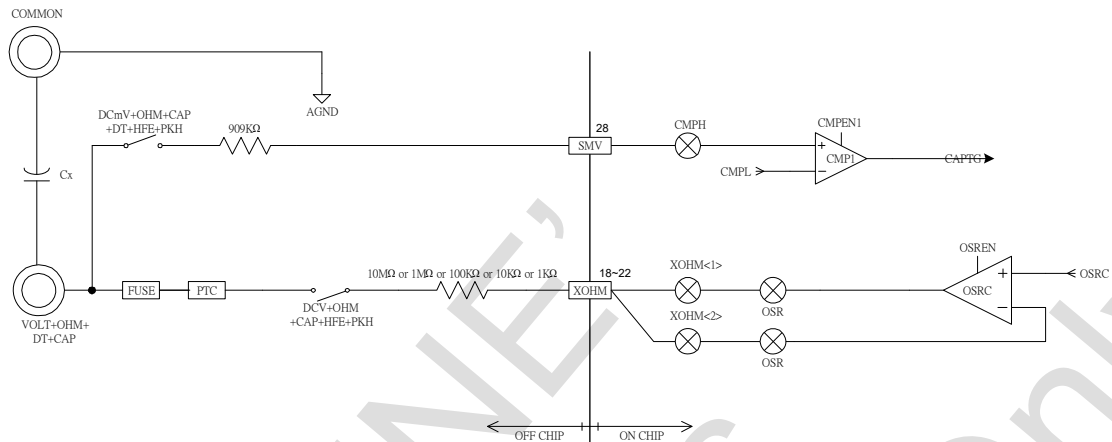 COMMON
AGND
DCmV+OHM+CAP
+DT+HFE+PKH
909KΩ
28
SMV
CMPH
CMPEN1
+
CMP1
−
CMPL
CAPTG
Cx
VOLT+OHM+
DT+CAP
FUSE
PTC
DCV+OHM
+CAP+HFE+PKH
10MΩ or 1MΩ or 100KΩ or 10KΩ or 1KΩ
18~22
XOHM
XOHM<1>
OSR
XOHM<2>
OSR
OSREN
+
OSRC
−
OSRC
OFF CHIP
ON CHIP